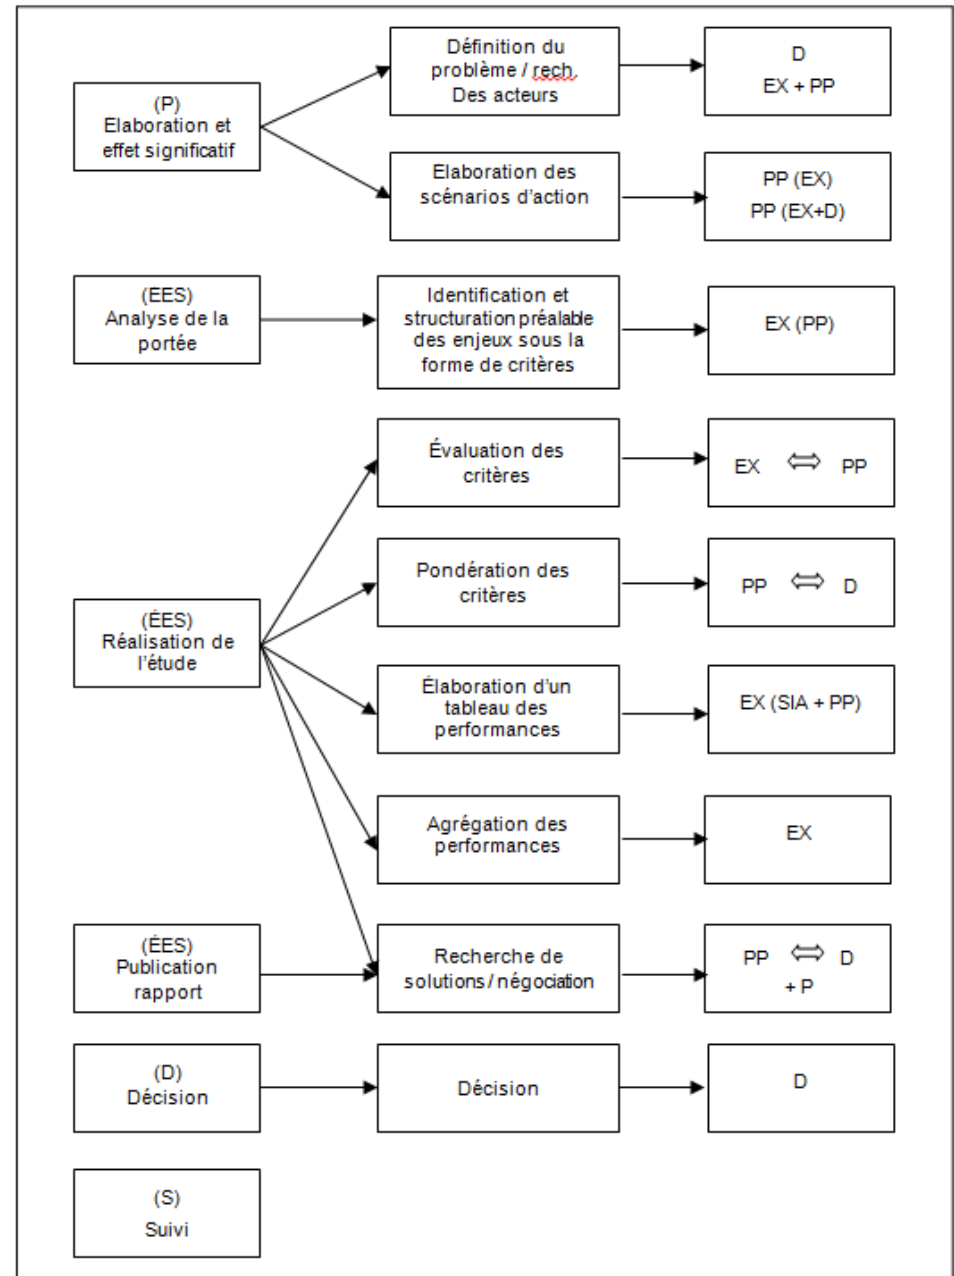 (P)
Elaboration et
effet significatif
Définition du
problème / rech.
Des acteurs
D
EX + PP
Elaboration des
scénarios d'action
PP (EX)
PP (EX+D)
(EES)
Analyse de la
portée
Identification et
structuration préalable
des enjeux sous la
forme de critères
EX (PP)
(ÉES)
Réalisation de
l'étude
Évaluation des
critères
EX ⇔ PP
Pondération des
critères
PP ⇔ D
Élaboration d'un
tableau des
performances
EX (SIA + PP)
Agrégation des
performances
EX
(ÉES)
Publication
rapport
Recherche de
solutions / négociation
PP ⇔ D
+ P
(D)
Décision
Décision
D
(S)
Suivi